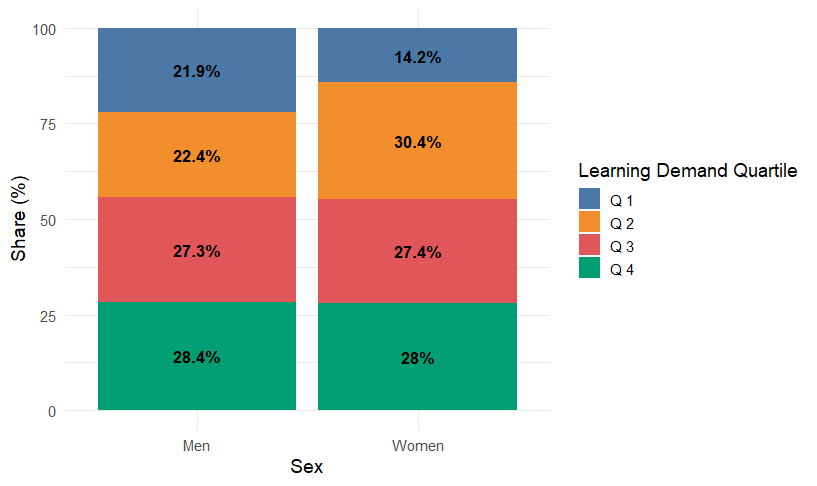 100
75
50
25
0
Share (%)
21.9%
14.2%
22.4%
30.4%
27.3%
27.4%
28.4%
28%
Men
Women
Sex
Learning Demand Quartile
Q 1
Q 2
Q 3
Q 4